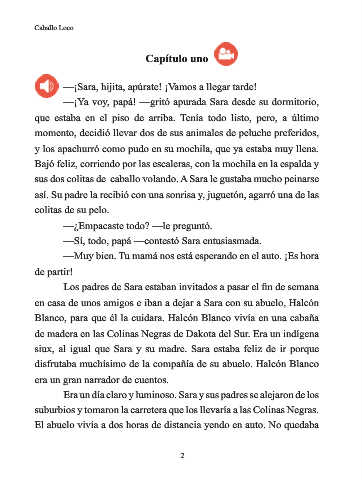 Caballo Loco
Capítulo uno
—¡Sara, hijita, apúrate! ¡Vamos a llegar tarde!
—¡Ya voy, papá! —gritó apurada Sara desde su dormitorio,
que estaba en el piso de arriba. Tenía todo listo, pero, a último
momento, decidió llevar dos de sus animales de peluche preferidos,
y los apachurró como pudo en su mochila, que ya estaba muy llena.
Bajó feliz, corriendo por las escaleras, con la mochila en la espalda y
sus dos colitas de caballo volando. A Sara le gustaba mucho peinarse
así. Su padre la recibió con una sonrisa y, juguetón, agarró una de las
colitas de su pelo.
—¿Empacaste todo? —le preguntó.
—Sí, todo, papá —contestó Sara entusiasmada.
—Muy bien. Tu mamá nos está esperando en el auto. ¡Es hora
de partir!
Los padres de Sara estaban invitados a pasar el fin de semana
en casa de unos amigos e iban a dejar a Sara con su abuelo, Halcón
Blanco, para que él la cuidara. Halcón Blanco vivía en una cabaña
de madera en las Colinas Negras de Dakota del Sur. Era un indígena
siux, al igual que Sara y su madre. Sara estaba feliz de ir porque
disfrutaba muchísimo de la compañía de su abuelo. Halcón Blanco
era un gran narrador de cuentos.
Era un día claro y luminoso. Sara y sus padres se alejaron de los
suburbios y tomaron la carretera que los llevaría a las Colinas Negras.
El abuelo vivía a dos horas de distancia yendo en auto. No quedaba
2